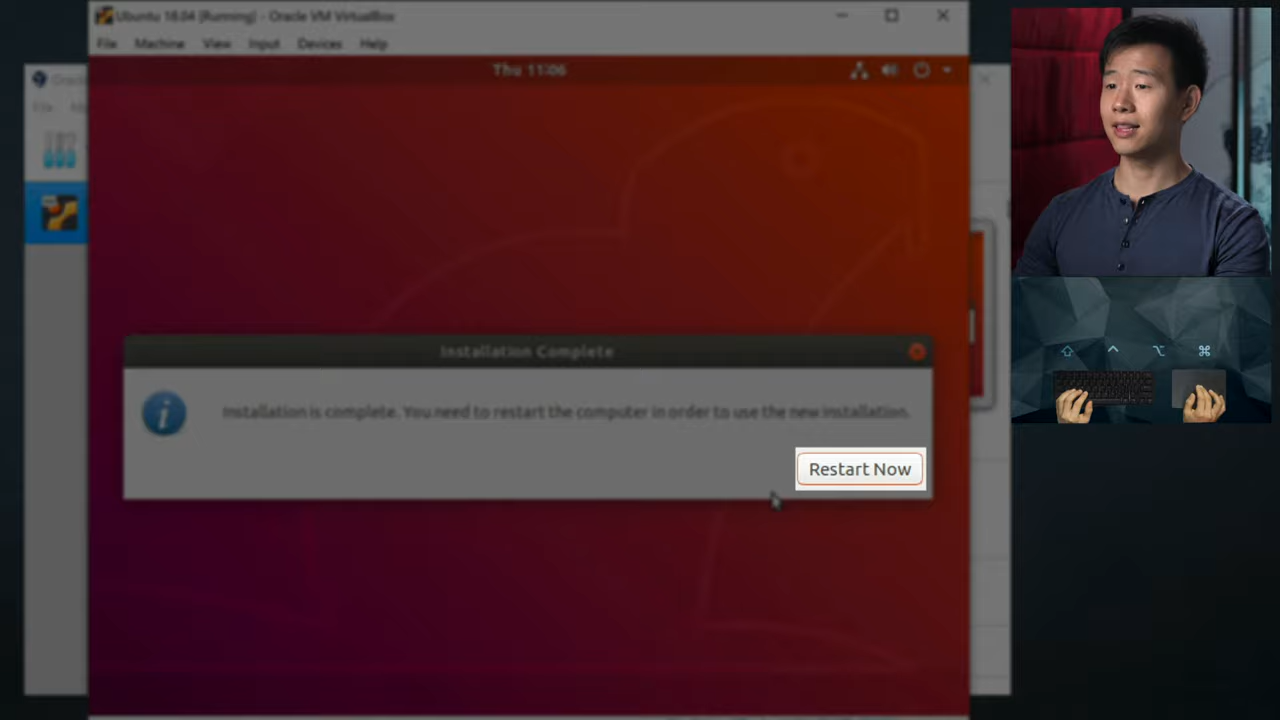 Ubuntu 18.04 [Running] - Oracle VM VirtualBox
File Machine View Input Devices Help
Thu 11:06
Installation Complete
Installation is complete. You need to restart the computer in order to use the new installation.
Restart Now